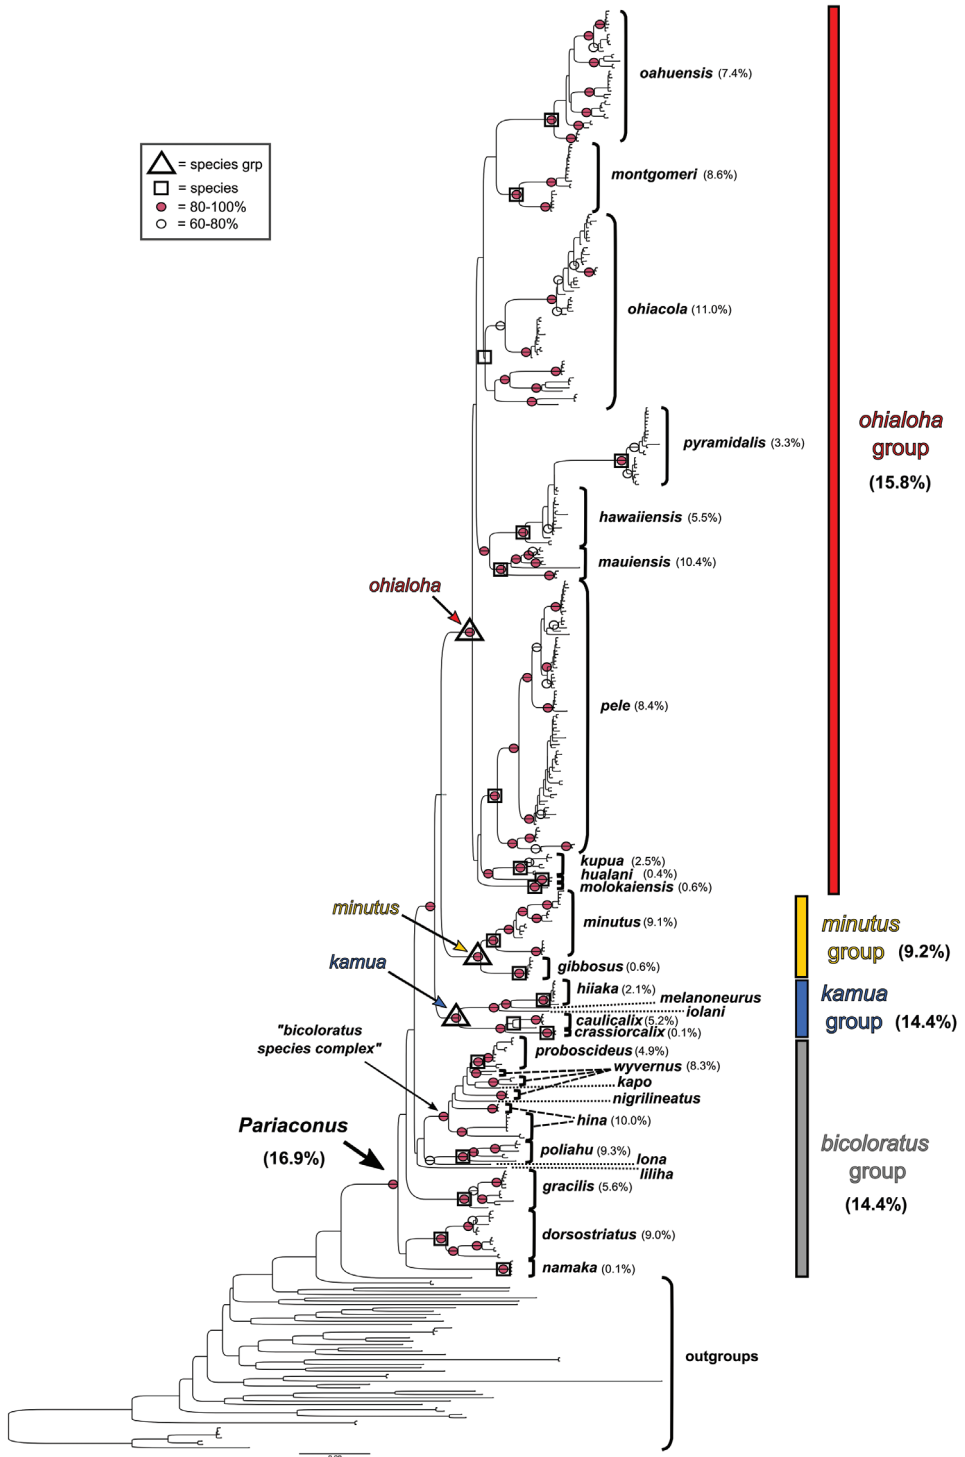 = species grp
= species
= 80-100%
= 60-80%
oahuensis (7.4%)
montgomeri (8.6%)
ohiacola (11.0%)
pyramidalis (3.3%)
hawaiiensis (5.5%)
mauiensis (10.4%)
pele (8.4%)
kupua (2.5%)
hualani (0.4%)
molokaiensis (0.6%)
minutus (9.1%)
gibbosus (0.6%)
hiiaka (2.1%)
melanoneurus
iolani
caulicalix (5.2%)
crassiorcalix (0.1%)
proboscideus (4.9%)
wyvernus (8.3%)
kapo
nigrilineatus
hina (10.0%)
poliahu (9.3%)
lona
liliha
gracilis (5.6%)
dorsostriatus (9.0%)
namaka (0.1%)
outgroups
ohialoha
minutus
kamua
"bicoloratus
species complex"
Pariaconus
(16.9%)
ohialoha
group
(15.8%)
minutus
group (9.2%)
kamua
group (14.4%)
bicoloratus
group
(14.4%)